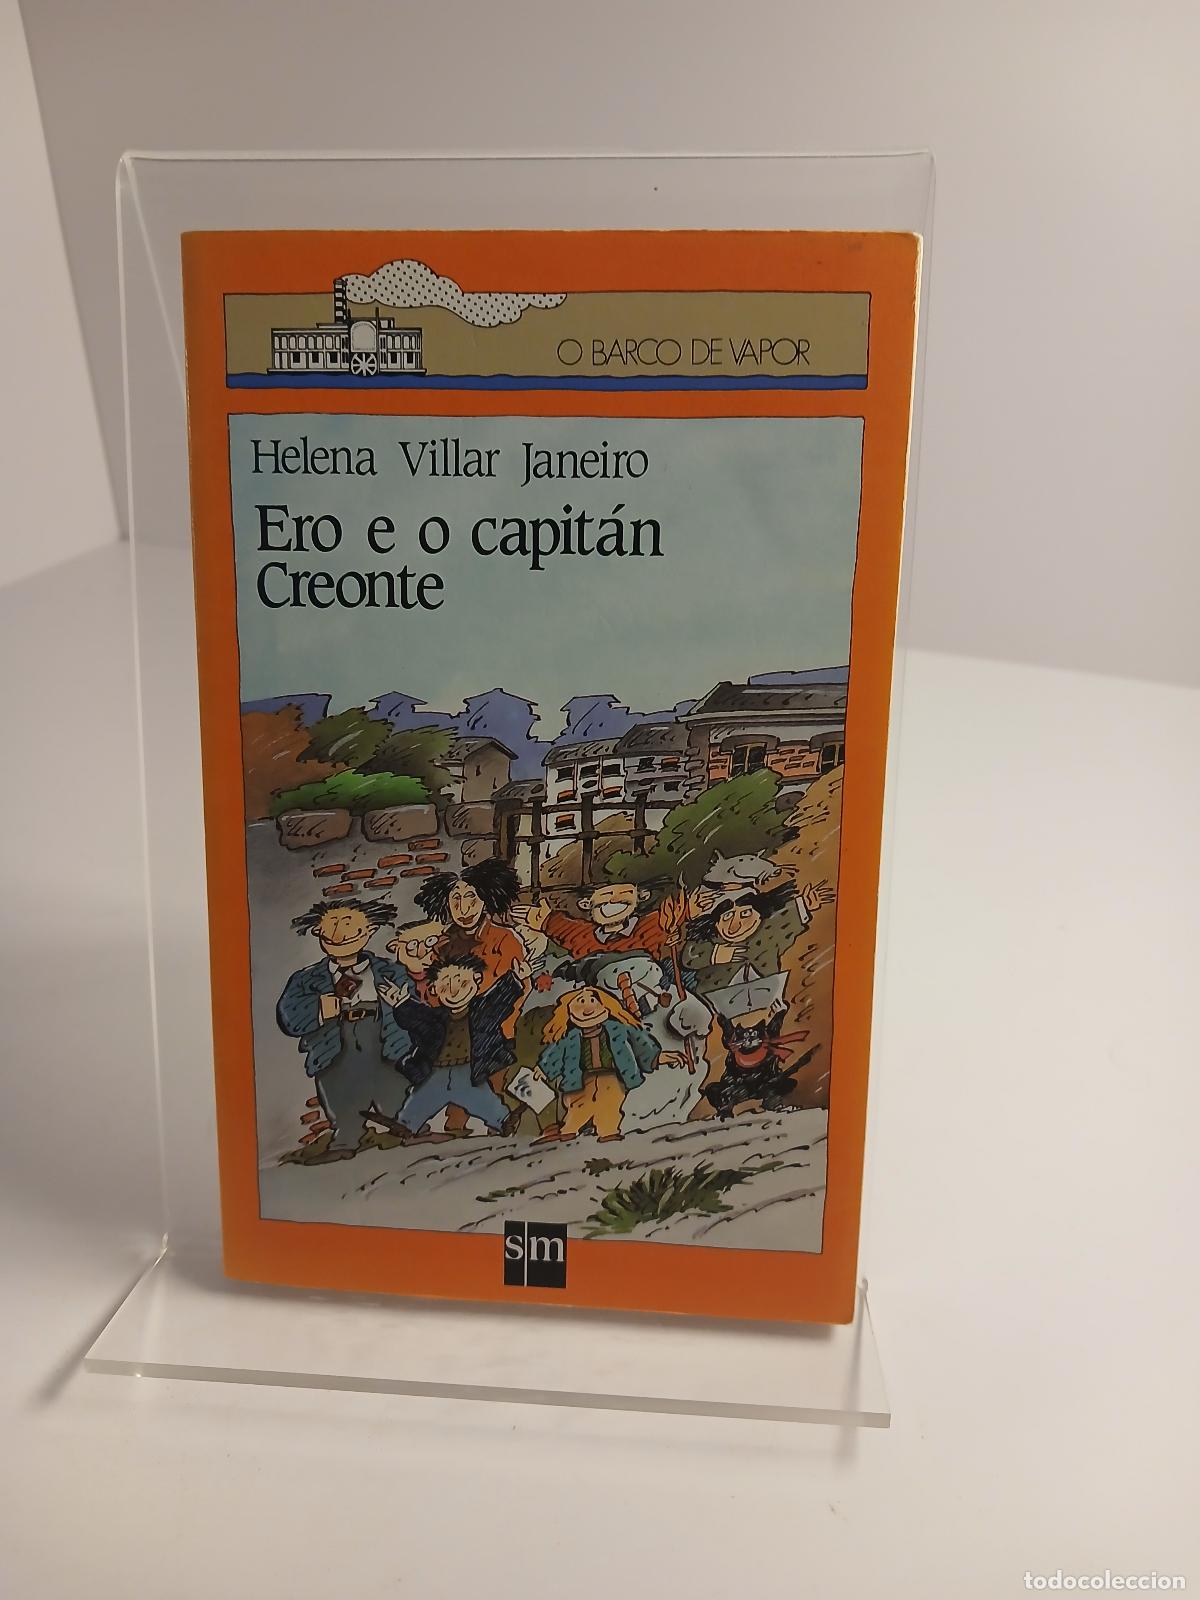 O BARCO DE VAPOR
Helena Villar Janeiro
Ero e o capitán
Creonte
sm
todocoleccion